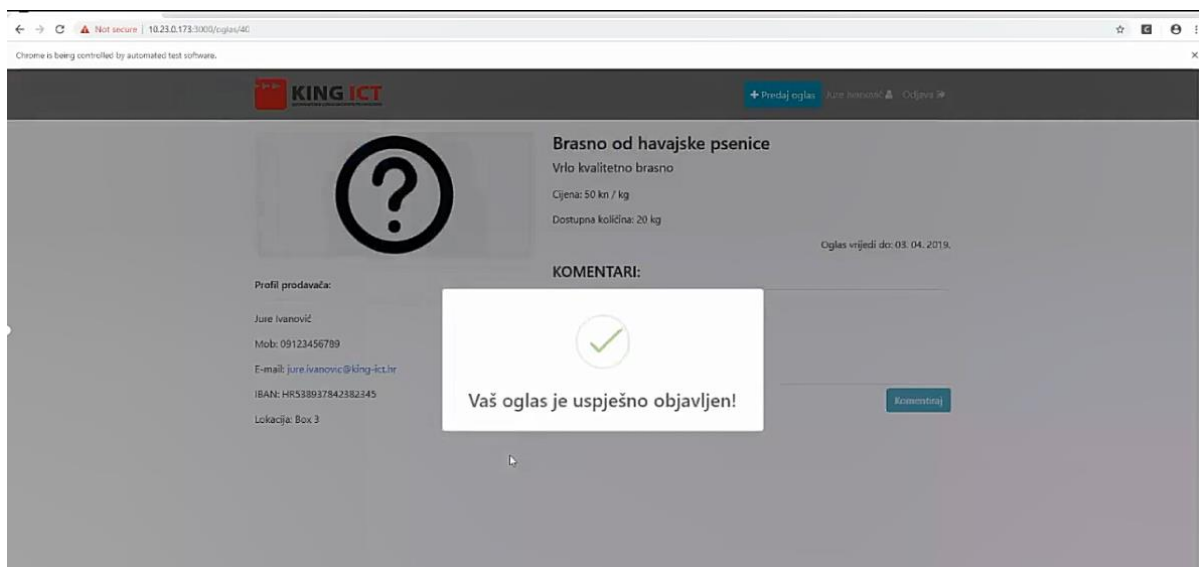 Not secure | 10.23.0.173:3000/oglas/40
Chrome is being controlled by automated test software.
KING ICT
+ Predaj oglas Jure Ivanović Odjava
Brasno od havajske psenice
Vrlo kvalitetno brasno
Cijena: 50 kn / kg
Dostupna količina: 20 kg
Oglas vrijedi do: 03. 04. 2019.
KOMENTARI:
Profil prodavača:
Jure Ivanović
Mob: 09123456789
E-mail: jure.ivanovic@king-ict.hr
IBAN: HR538937842382345
Lokacija: Box 3
Vaš oglas je uspješno objavljen!
Komentiraj